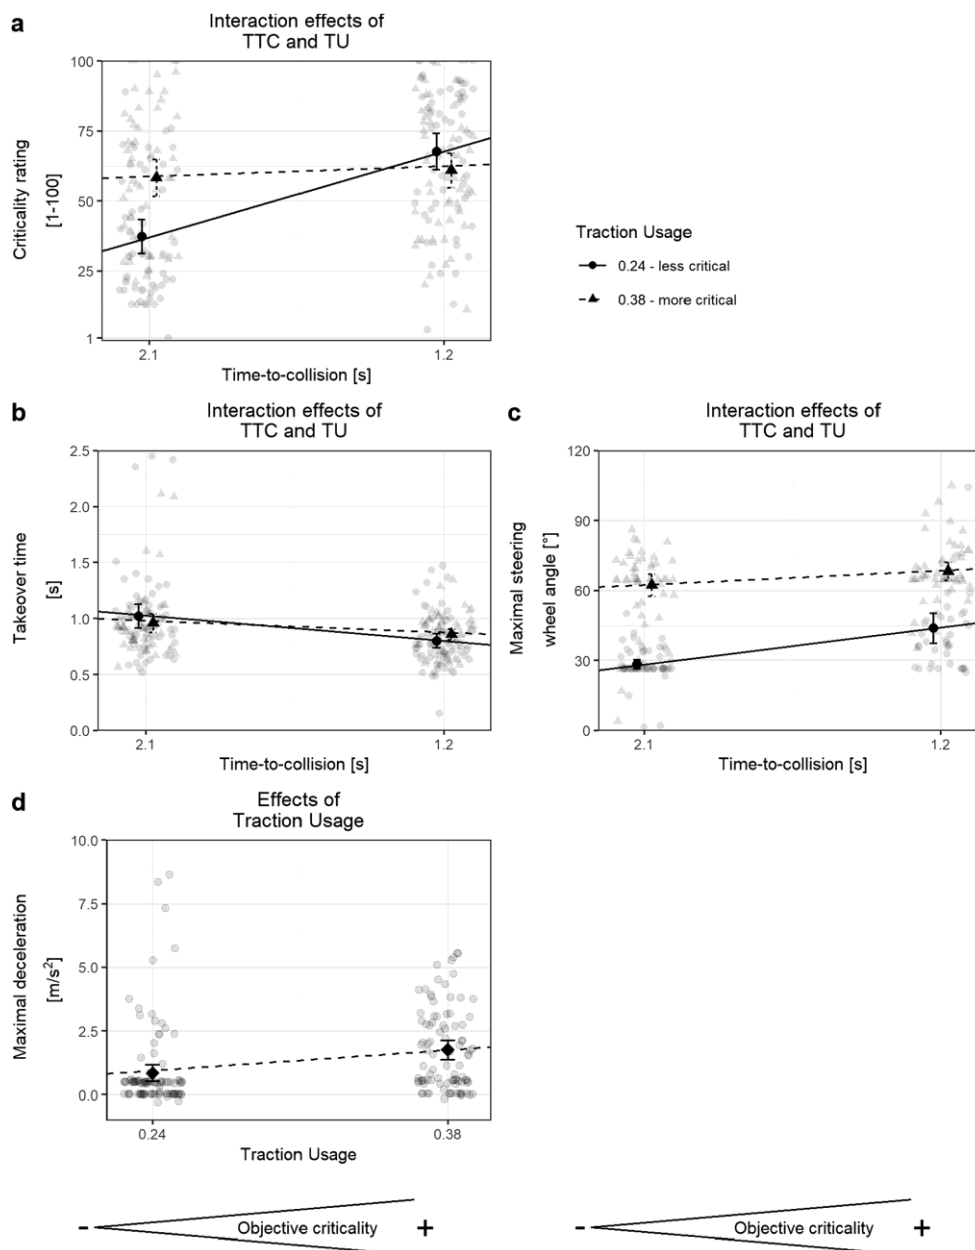 a
Interaction effects of
TTC and TU
Criticality rating
[1-100]
100
75
50
25
1
2.1
1.2
Time-to-collision [s]
Traction Usage
0.24 - less critical
0.38 - more critical
b
Interaction effects of
TTC and TU
Takeover time
[s]
2.5
2.0
1.5
1.0
0.5
0.0
2.1
1.2
Time-to-collision [s]
c
Interaction effects of
TTC and TU
Maximal steering
wheel angle [°]
120
90
60
30
0
2.1
1.2
Time-to-collision [s]
d
Effects of
Traction Usage
Maximal deceleration
[m/s²]
10.0
7.5
5.0
2.5
0.0
0.24
0.38
Traction Usage
- Objective criticality +
- Objective criticality +